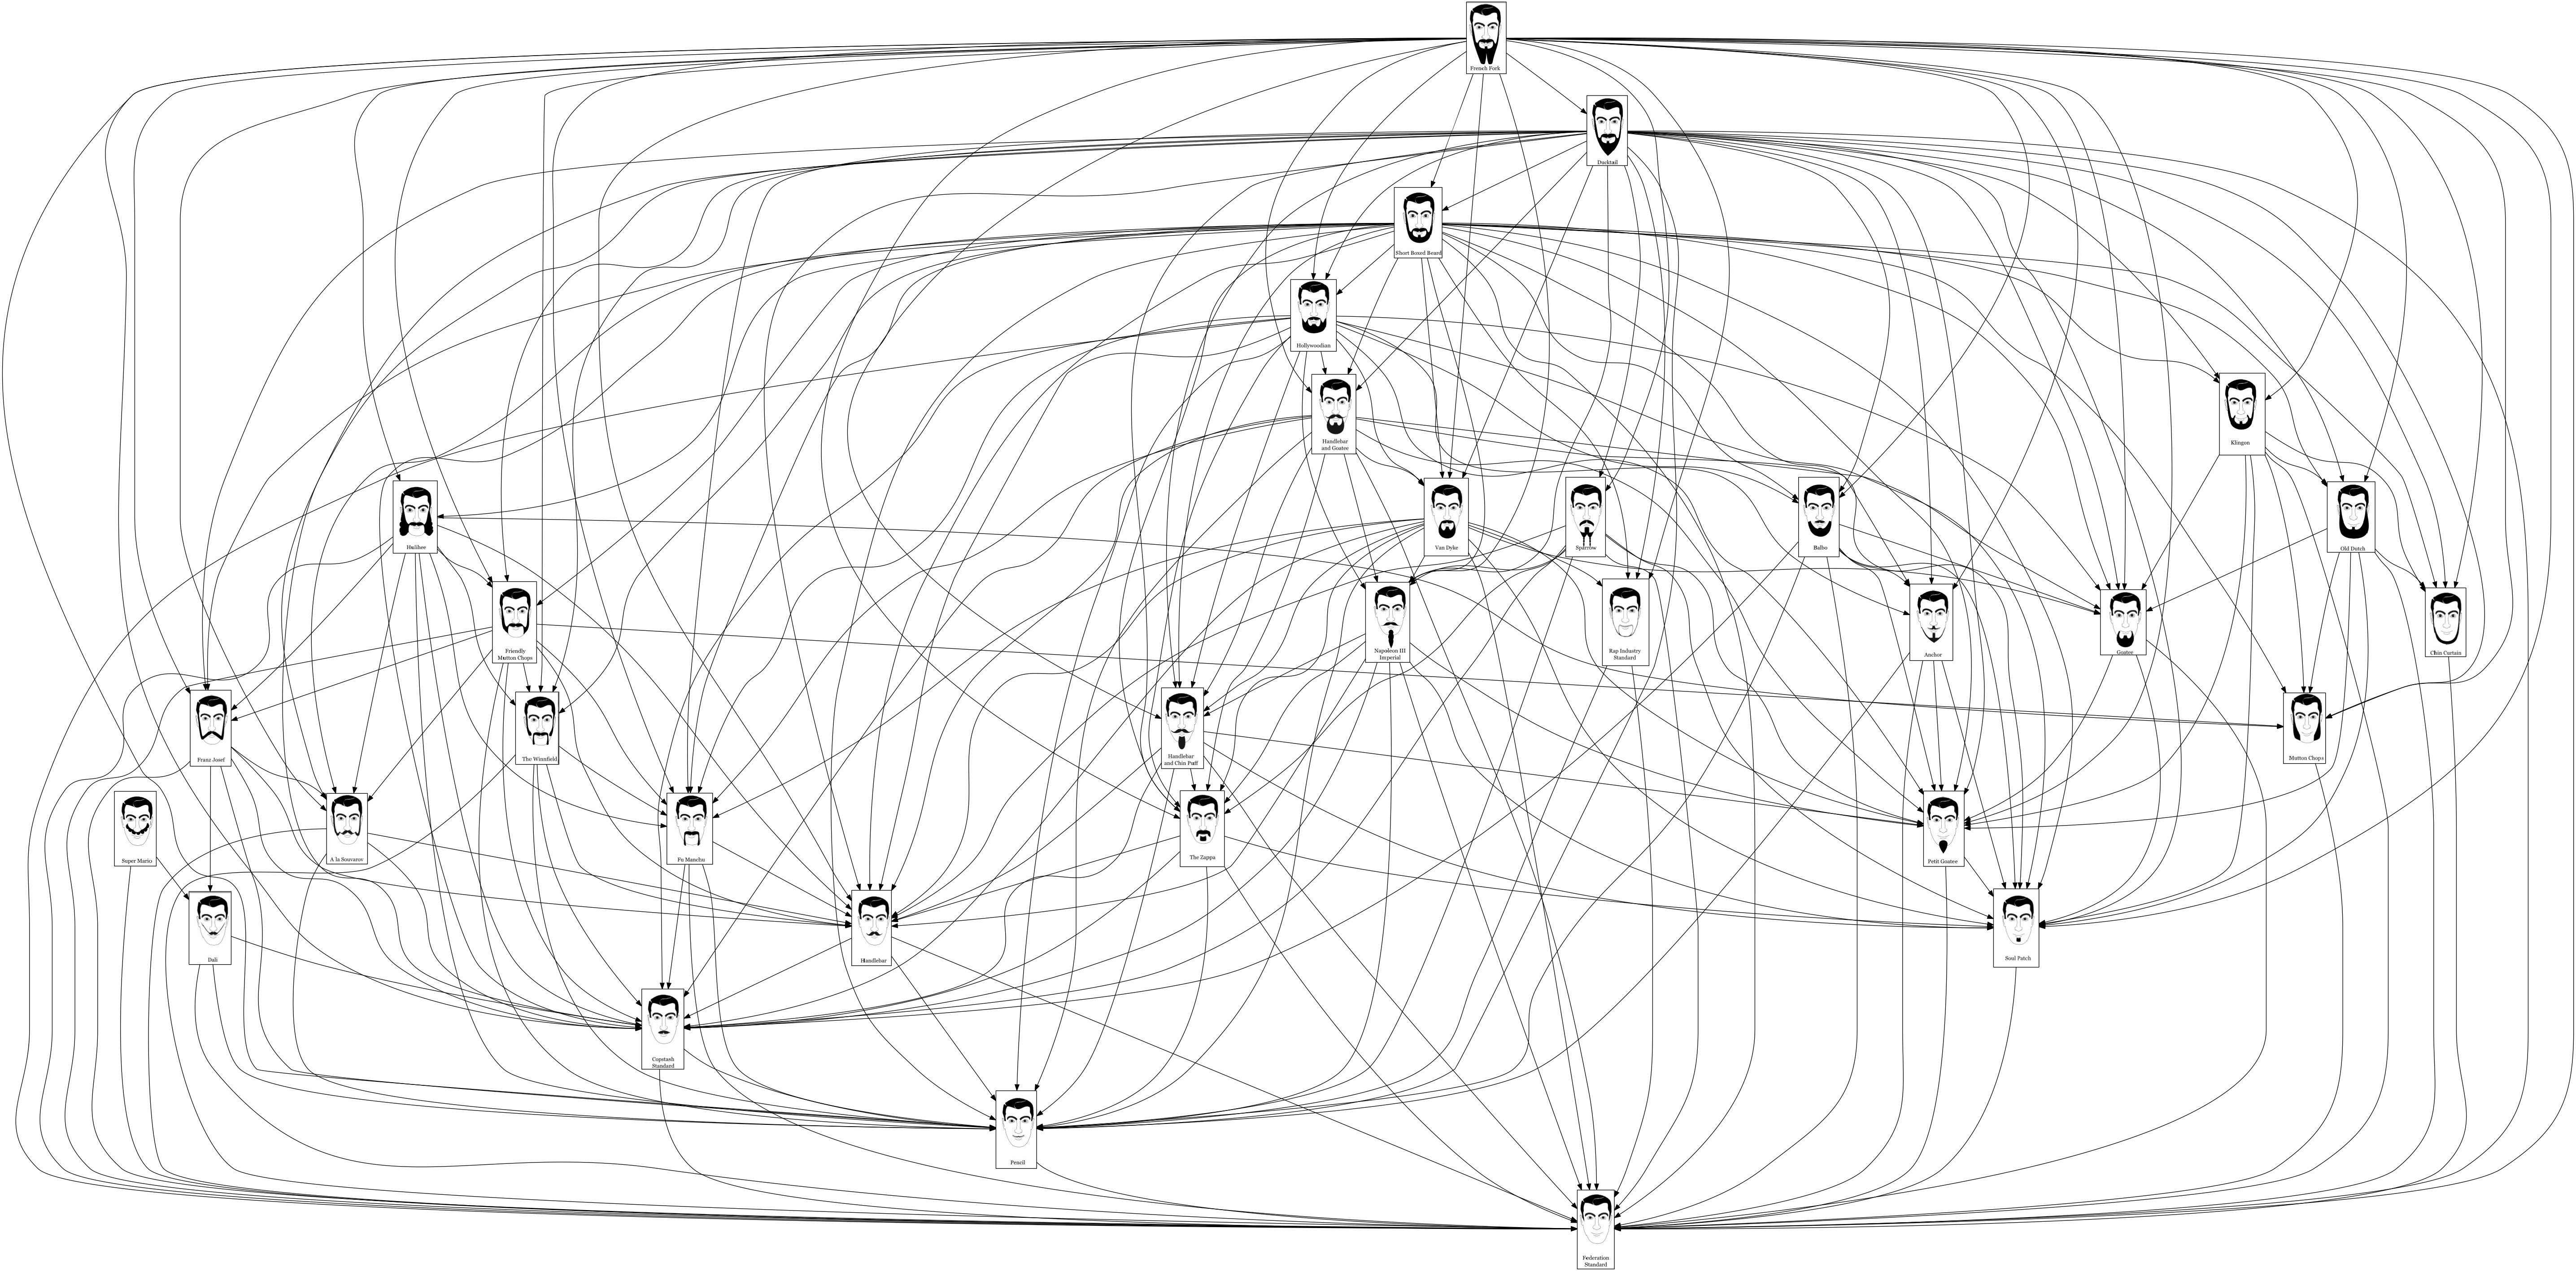 French Fork
Ducktail
Short Boxed Beard
Hollywoodian
Handlebar
and Goatee
Klingon
Hulihee
Van Dyke
Sparrow
Balbo
Old Dutch
Friendly
Mutton Chops
Napoleon III
Imperial
Rap Industry
Standard
Anchor
Goatee
Chin Curtain
Franz Josef
The Winnfield
Handlebar
and Chin Puff
Mutton Chops
Super Mario
A la Souvarov
Fu Manchu
The Zappa
Petit Goatee
Dali
Handlebar
Soul Patch
Copstash
Standard
Pencil
Federation
Standard